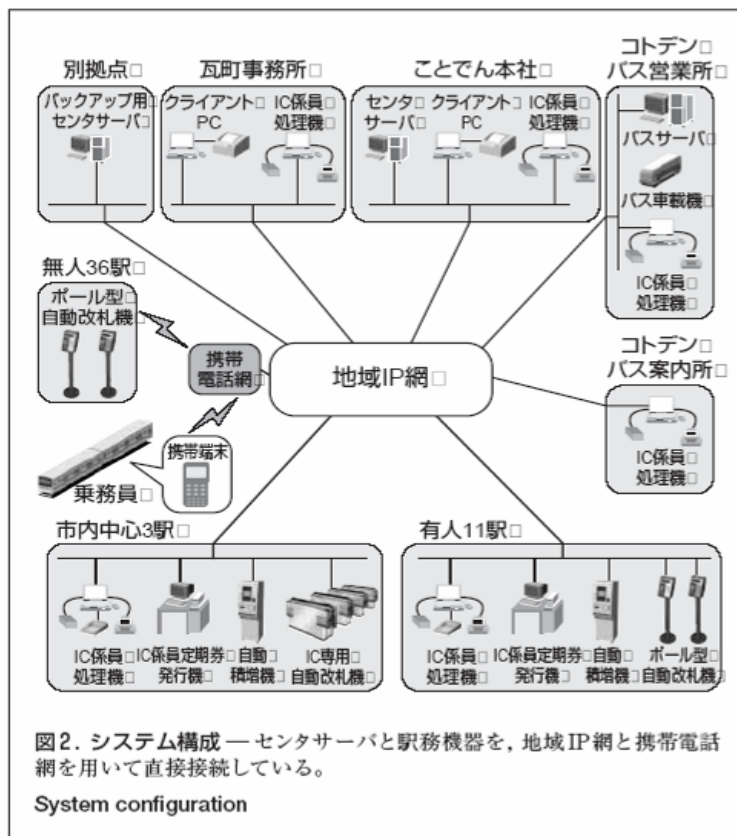 別拠点
バックアップ用
センタサーバ
瓦町事務所
クライアント
PC
IC係員
処理機
ことでん本社
センタ
サーバ
クライアント
PC
IC係員
処理機
コトデン
バス営業所
バスサーバ
バス車載機
IC係員
処理機
無人36駅
ポール型
自動改札機
携帯
電話網
地域IP網
コトデン
バス案内所
IC係員
処理機
携帯端末
乗務員
市内中心3駅
IC係員
処理機
IC係員定期券
発行機
自動
積増機
IC専用
自動改札機
有人11駅
IC係員
処理機
IC係員定期券
発行機
自動
積増機
ポール型
自動改札機
図2. システム構成 — センタサーバと駅務機器を, 地域IP網と携帯電話
網を用いて直接接続している。
System configuration